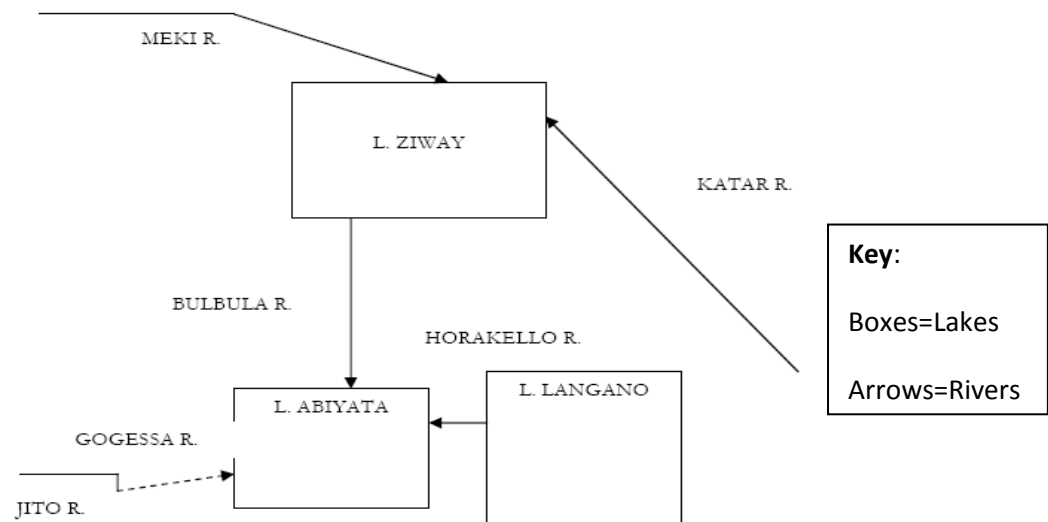 MEKI R.
L. ZIWAY
KATAR R.
Key:
Boxes=Lakes
Arrows=Rivers
BULBULA R.
HORAKELLO R.
L. ABIYATA
L. LANGANO
GOGESSA R.
JITO R.